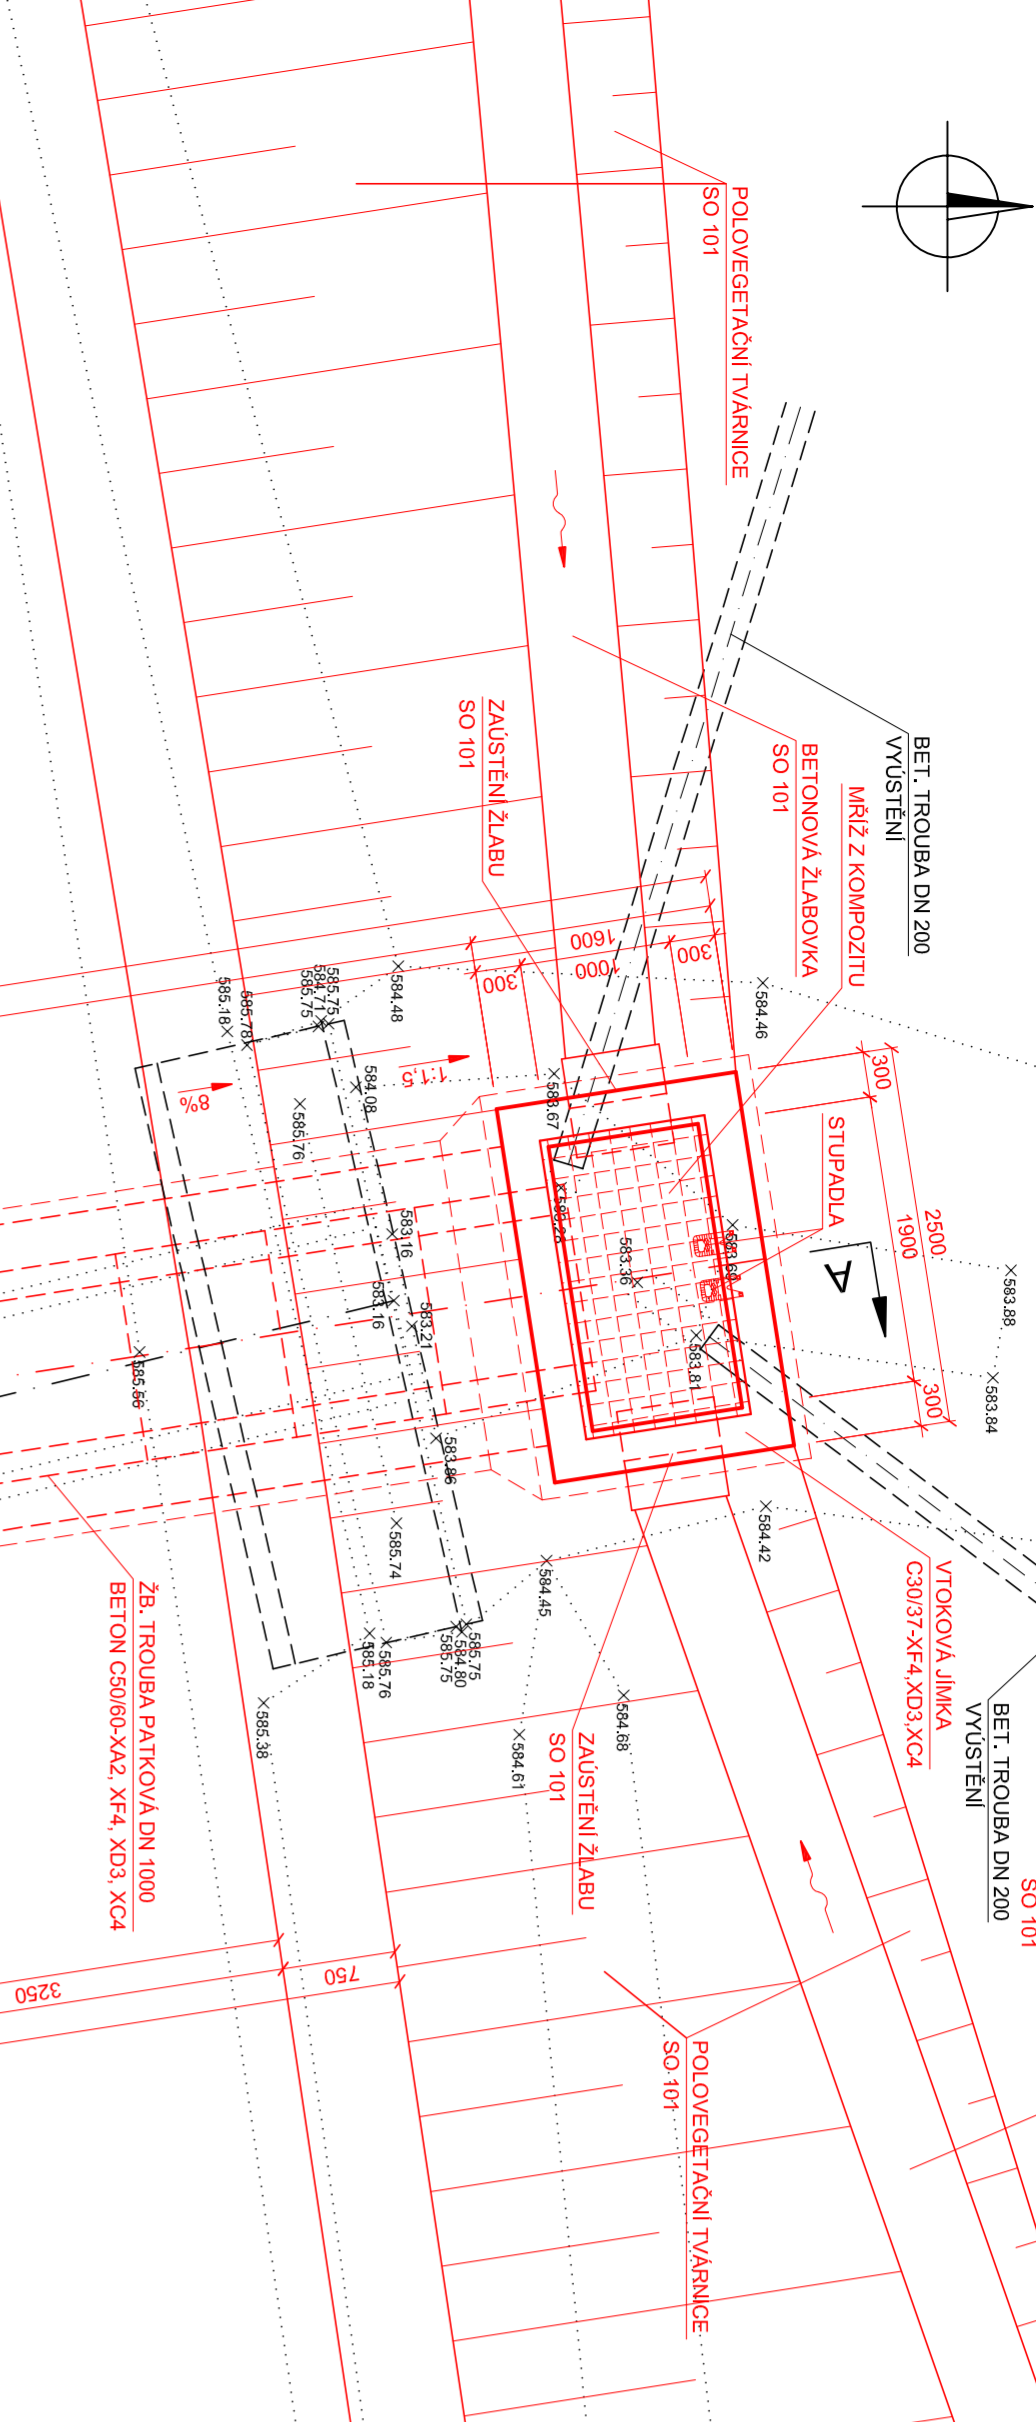 POLOVEGETAČNÍ TVÁRNICE
SO 101
BET. TROUBA DN 200
VYÚSTĚNÍ
MŘÍŽ Z KOMPOZITU
BETONOVÁ ŽLABOVKA
SO 101
ZAÚSTĚNÍ ŽLABU
SO 101
1600
300
1000
300
584.46
584.48
585.75
584.71
585.75
585.78
585.18
8%
1:1,5
584.08
585.76
583.67
300
2500
1900
300
STUPADLA
A
583.88
583.84
583.69
583.36
583.81
583.16
583.16
583.21
583.86
585.56
585.74
584.42
584.45
585.75
584.80
585.75
585.76
585.18
585.38
584.68
584.61
VTOKOVÁ JÍMKA
C30/37-XF4,XD3,XC4
SO 101
BET. TROUBA DN 200
VYÚSTĚNÍ
ZAÚSTĚNÍ ŽLABU
SO 101
ŽB. TROUBA PATKOVÁ DN 1000
BETON C50/60-XA2, XF4, XD3, XC4
750
3250
POLOVEGETAČNÍ TVÁRNICE
SO 101